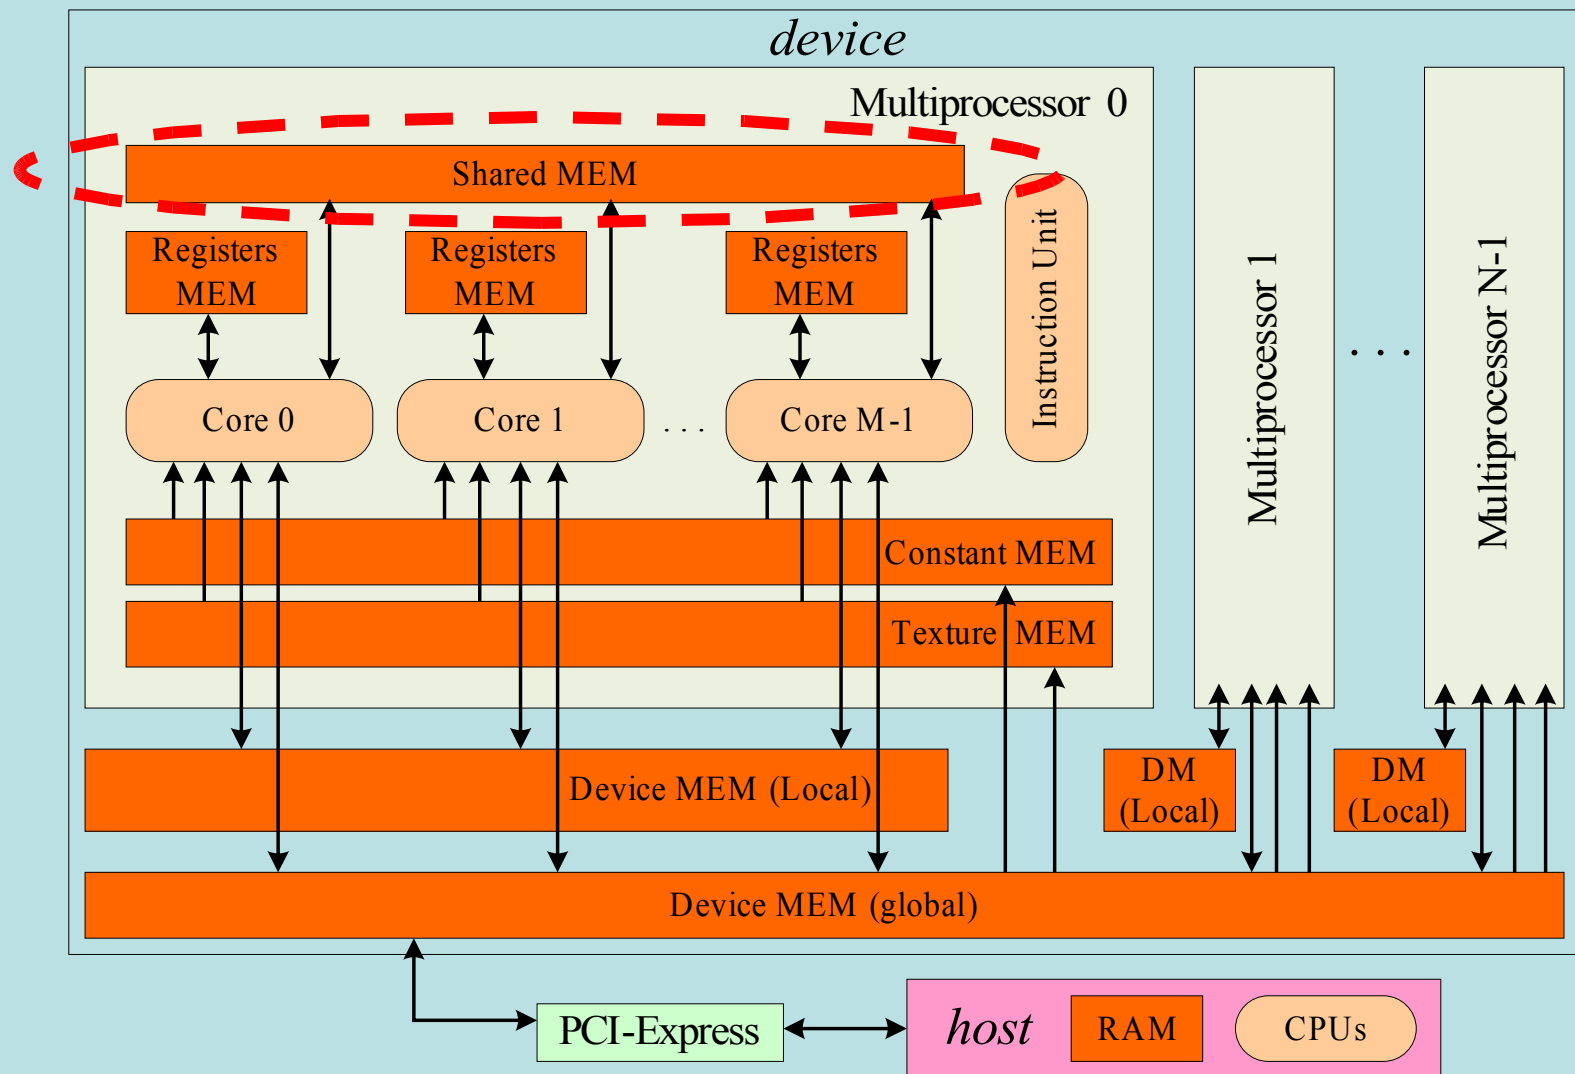 device
Multiprocessor 0
Shared MEM
Registers
MEM
Registers
MEM
Registers
MEM
Instruction Unit
Core 0
Core 1
. . .
Core M-1
Constant MEM
Texture MEM
Multiprocessor 1
. . .
Multiprocessor N-1
Device MEM (Local)
DM
(Local)
DM
(Local)
Device MEM (global)
PCI-Express
host
RAM
CPUs